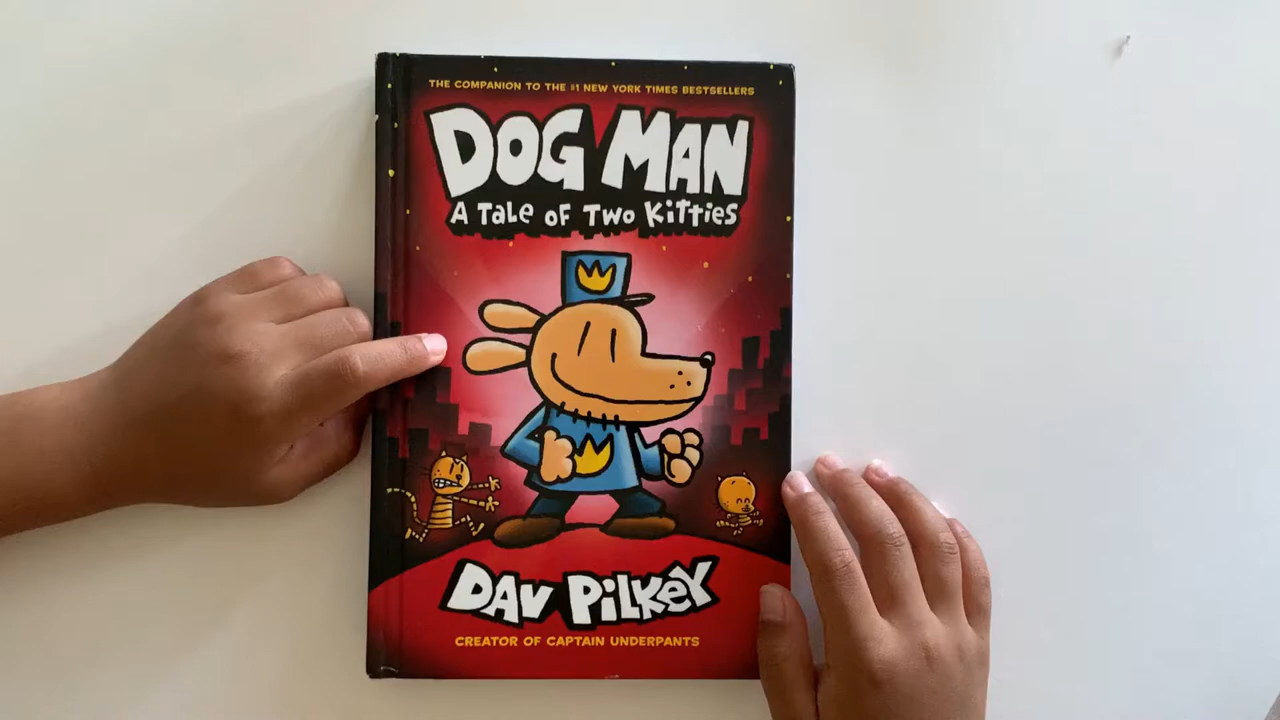 THE COMPANION TO THE #1 NEW YORK TIMES BESTSELLERS
DOG MAN
A TaLe oF Two KiTTies
DAV PiLKeY
CREATOR OF CAPTAIN UNDERPANTS